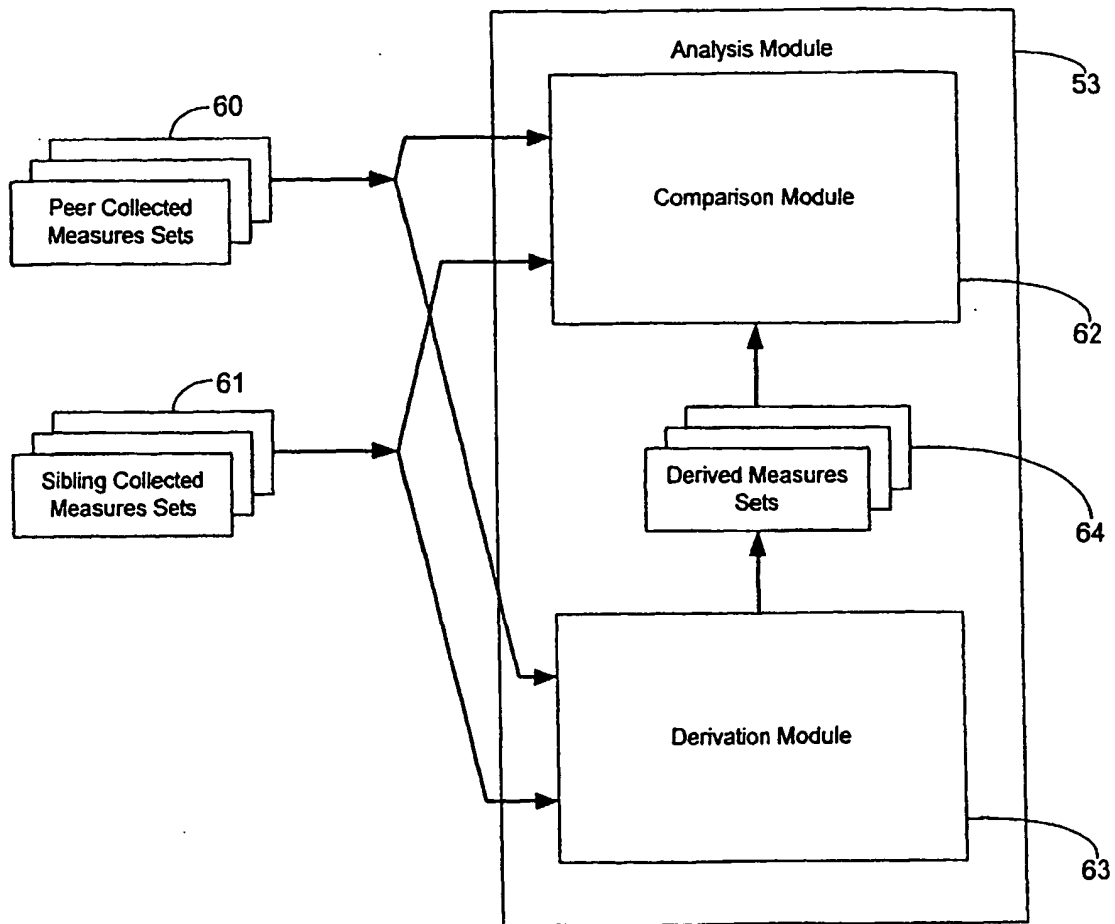 Analysis Module
53
60
Peer Collected
Measures Sets
Comparison Module
62
61
Sibling Collected
Measures Sets
Derived Measures
Sets
64
Derivation Module
63